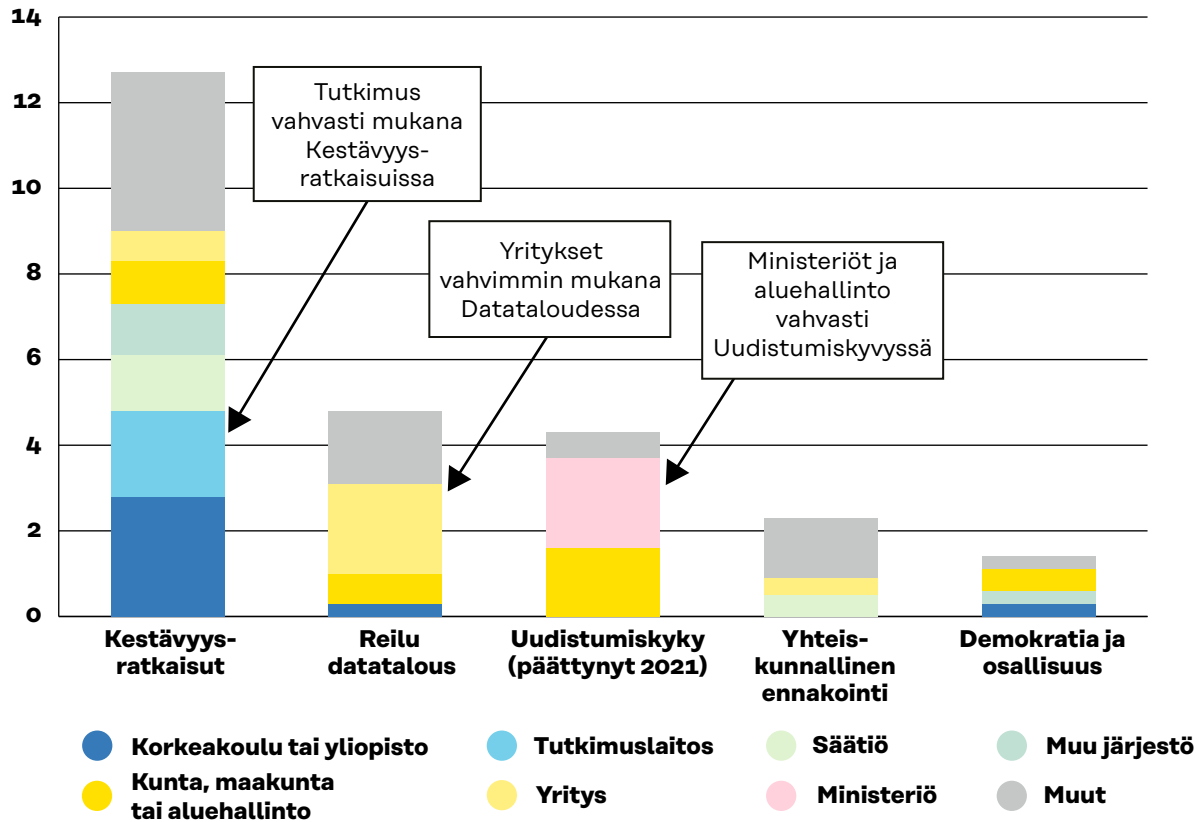 14
12
10
8
6
4
2
0
Tutkimus
vahvasti mukana
Kestävyys-
ratkaisuissa
Yritykset
vahvimmin mukana
Datataloudessa
Ministeriöt ja
aluehallinto
vahvasti
Uudistumiskyvyssä
Kestävyys-
ratkaisut
Reilu
datatalous
Uudistumiskyky
(päättynyt 2021)
Yhteis-
kunnallinen
ennakointi
Demokratia ja
osallisuus
Korkeakoulu tai yliopisto
Tutkimuslaitos
Säätiö
Muu järjestö
Kunta, maakunta
tai aluehallinto
Yritys
Ministeriö
Muut